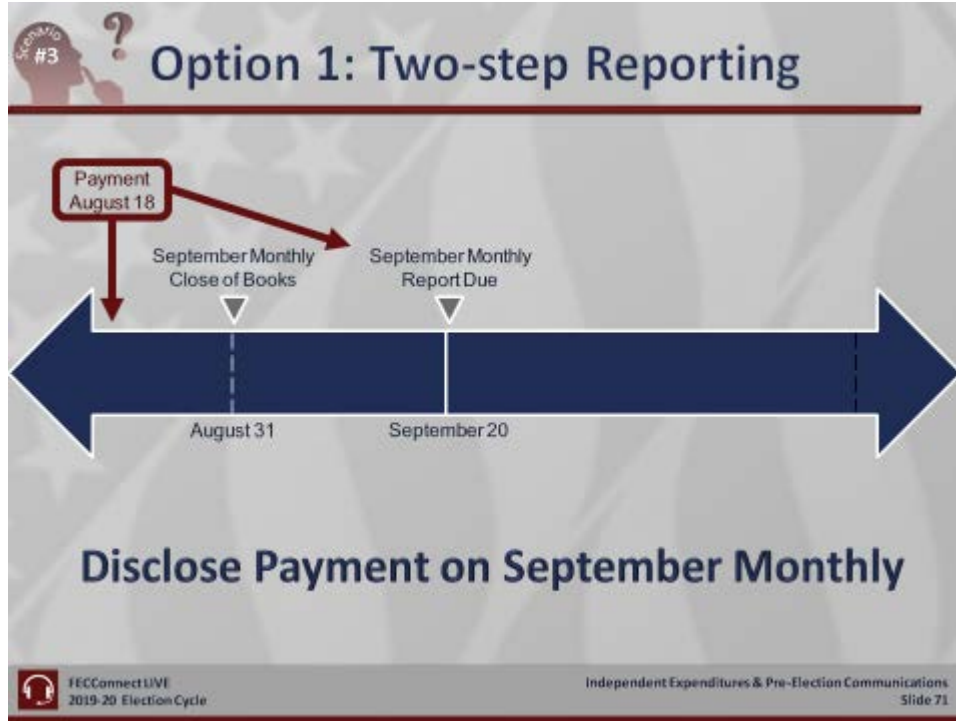 Scenario
#3
?
Option 1: Two-step Reporting
Payment
August 18
September Monthly
Close of Books
September Monthly
Report Due
August 31
September 20
Disclose Payment on September Monthly
FECConnect LIVE
2019-20 Election Cycle
Independent Expenditures & Pre-Election Communications
Slide 71